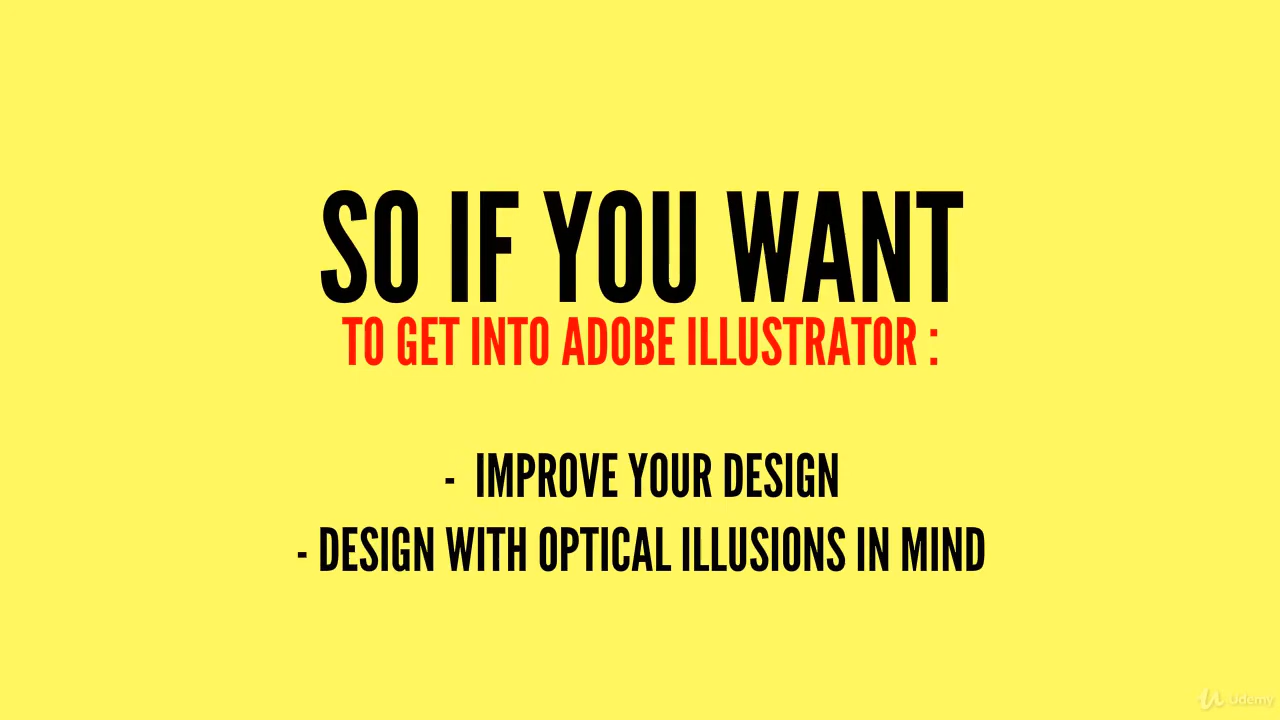 SO IF YOU WANT
TO GET INTO ADOBE ILLUSTRATOR :
- IMPROVE YOUR DESIGN
- DESIGN WITH OPTICAL ILLUSIONS IN MIND
Udemy